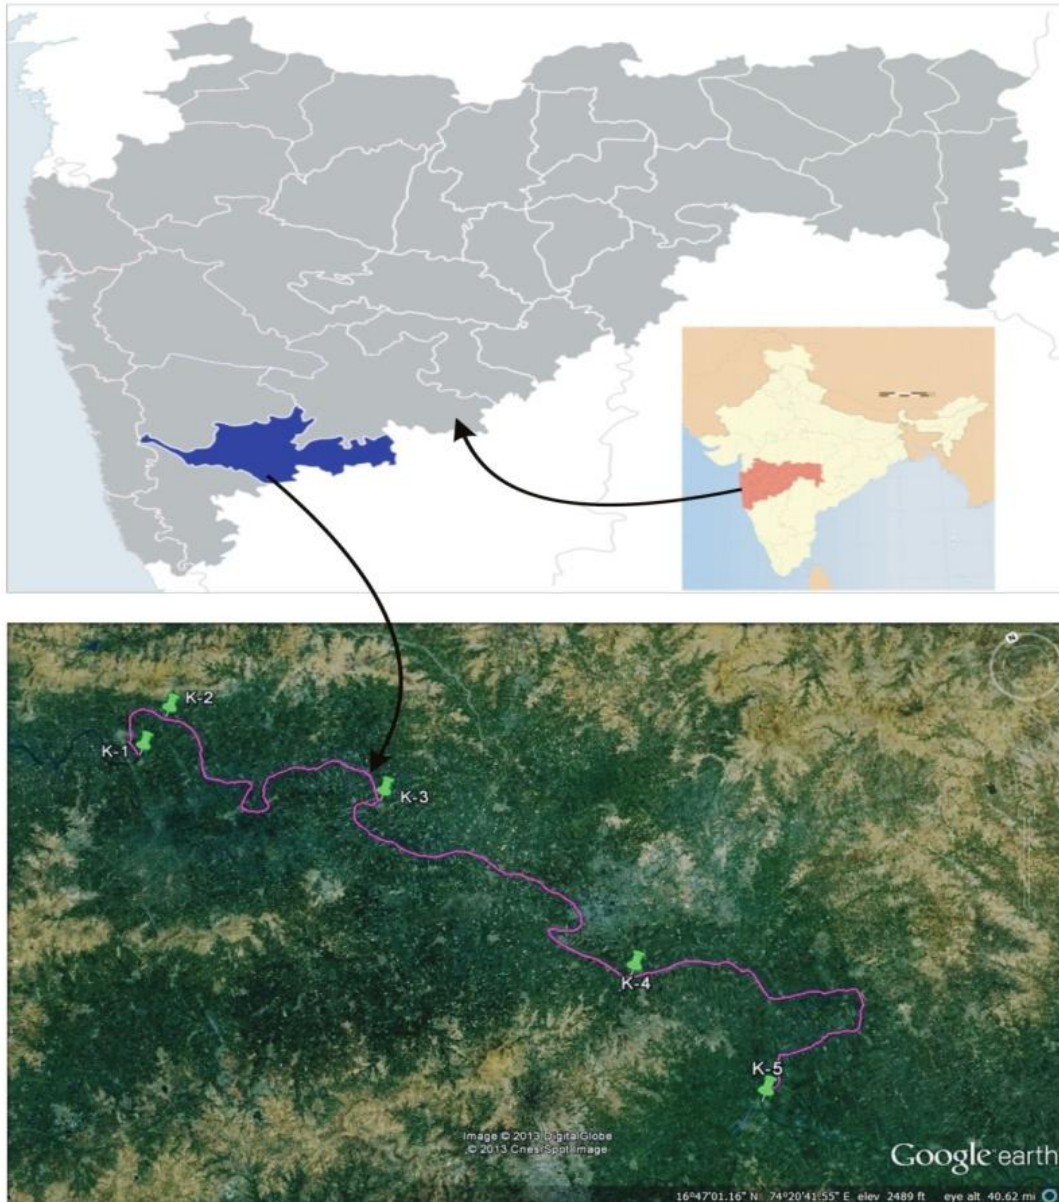 N
K-2
K-1
K-3
K-4
K-5
Image © 2013 DigitalGlobe
© 2013 Cnes/Spot Image
Google earth
16°47'01.16" N 74°20'41.55" E elev 2489 ft eye alt 40.62 mi